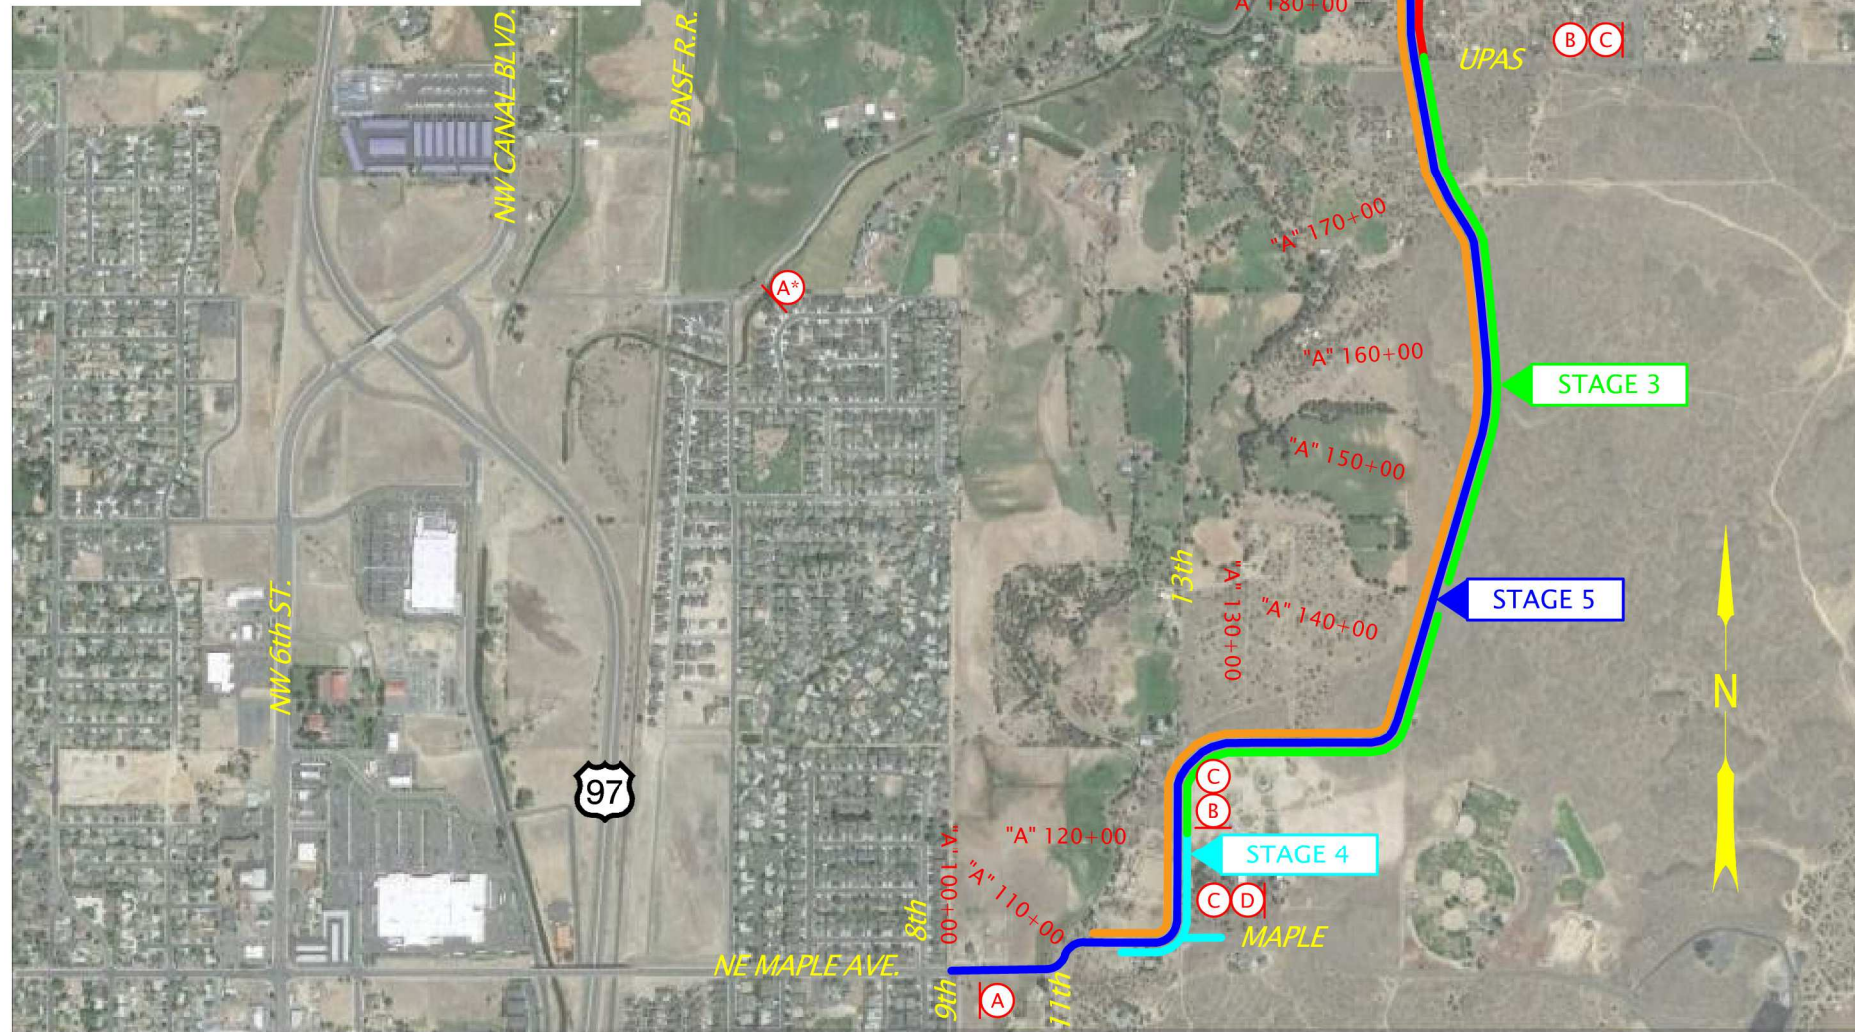 "A" 180+00
B C
UPAS
NW CANAL BLVD.
BNSF R.R.
"A" 170+00
A*
"A" 160+00
STAGE 3
"A" 150+00
13th
"A" 130+00
"A" 140+00
STAGE 5
NW 6th ST.
N
97
C
B
"A" 120+00
STAGE 4
"A" 100+00
"A" 110+00
C D
8th
MAPLE
NE MAPLE AVE.
9th
A
11th